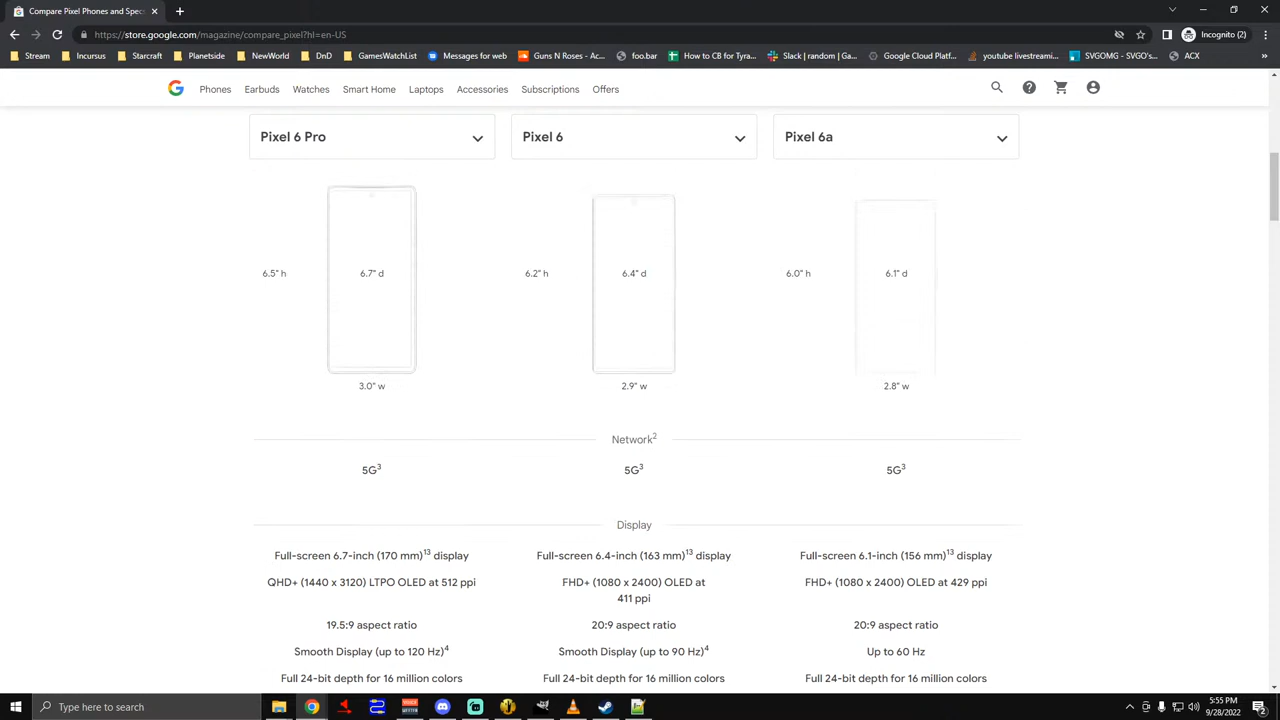 Compare Pixel Phones and Spec
https://store.google.com/magazine/compare_pixel?hl=en-US
Incognito (2)
Stream
Incursus
Starcraft
Planetside
NewWorld
DnD
GamesWatchList
Messages for web
Guns N Roses - Ac...
foo.bar
How to CB for Tyra...
Slack | random | Ga...
Google Cloud Platfo...
youtube livestreami...
SVGOMG - SVGO's...
ACX
Phones
Earbuds
Watches
Smart Home
Laptops
Accessories
Subscriptions
Offers
Pixel 6 Pro
Pixel 6
Pixel 6a
6.5" h
6.7" d
6.2" h
6.4" d
6.0" h
6.1" d
3.0" w
2.9" w
2.8" w
Network2
5G3
5G3
5G3
Display
Full-screen 6.7-inch (170 mm)13 display
Full-screen 6.4-inch (163 mm)13 display
Full-screen 6.1-inch (156 mm)13 display
QHD+ (1440 x 3120) LTPO OLED at 512 ppi
FHD+ (1080 x 2400) OLED at
411 ppi
FHD+ (1080 x 2400) OLED at 429 ppi
19.5:9 aspect ratio
20:9 aspect ratio
20:9 aspect ratio
Smooth Display (up to 120 Hz)4
Smooth Display (up to 90 Hz)4
Up to 60 Hz
Full 24-bit depth for 16 million colors
Full 24-bit depth for 16 million colors
Full 24-bit depth for 16 million colors
Type here to search
5:55 PM
9/28/2022